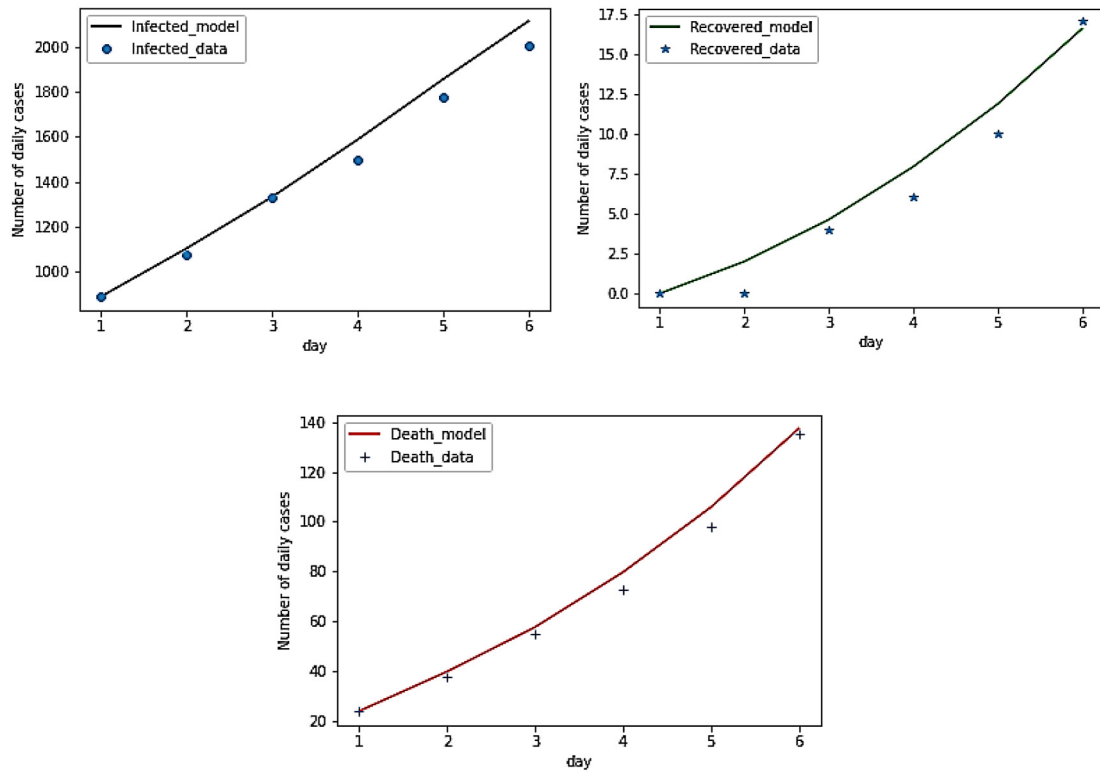 Infected_model
Infected_data
Number of daily cases
2000
1800
1600
1400
1200
1000
1 2 3 4 5 6
day
Recovered_model
Recovered_data
Number of daily cases
17.5
15.0
12.5
10.0
7.5
5.0
2.5
0.0
1 2 3 4 5 6
day
Death_model
Death_data
Number of daily cases
140
120
100
80
60
40
20
1 2 3 4 5 6
day